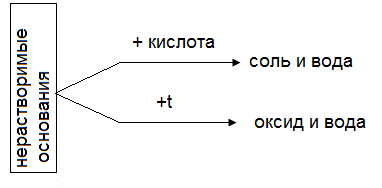 нерастворимые
основания
+ кислота
соль и вода
+t
оксид и вода